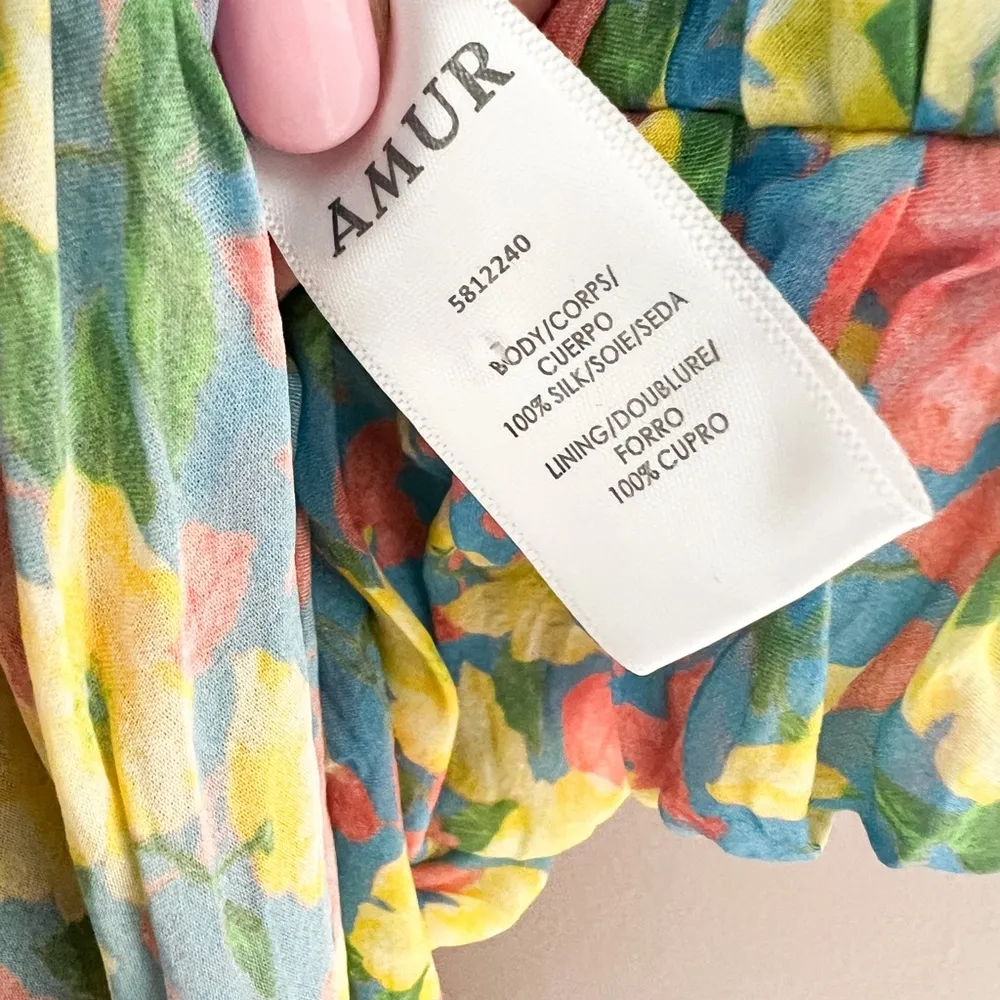 AMUR
5812240
BODY/CORPS/
CUERPO
100% SILK/SOIE/SEDA
LINING/DOUBLURE/
FORRO
100% CUPRO